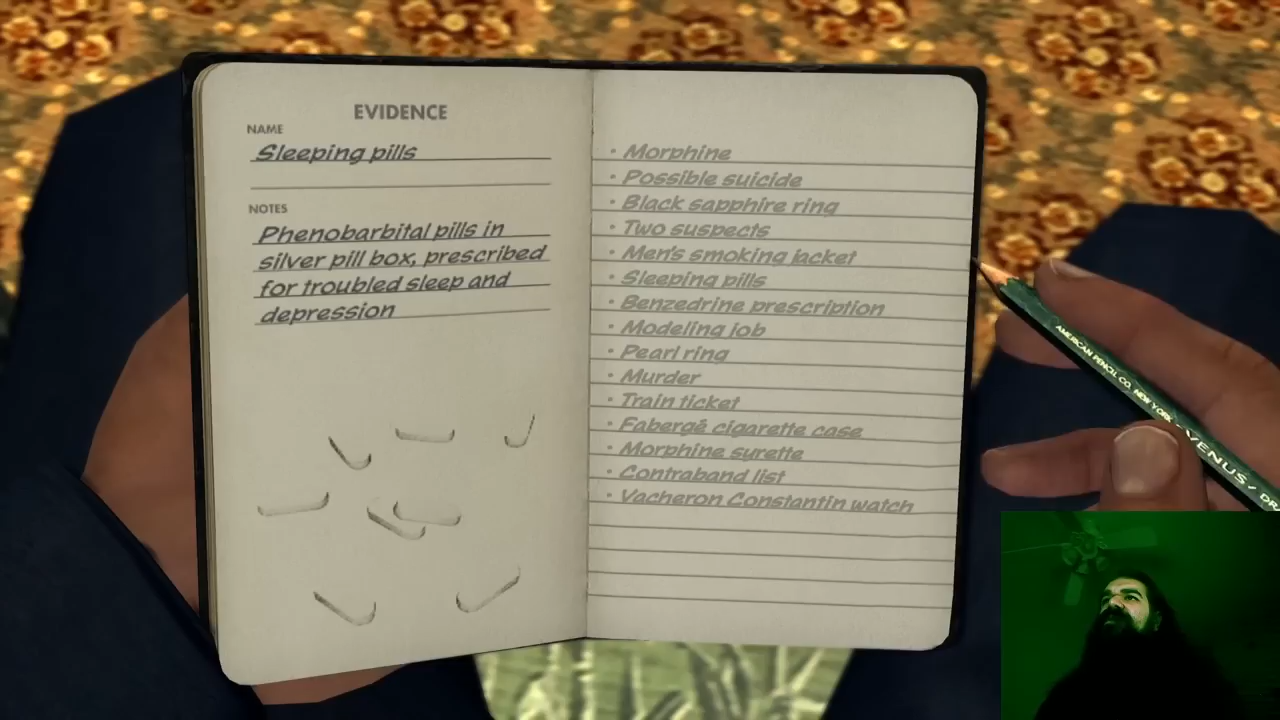 EVIDENCE
NAME
Sleeping pills
NOTES
Phenobarbital pills in
silver pill box, prescribed
for troubled sleep and
depression
• Morphine
• Possible suicide
• Black sapphire ring
• Two suspects
• Men's smoking jacket
• Sleeping pills
• Benzedrine prescription
• Modeling job
• Pearl ring
• Murder
• Train ticket
• Fabergé cigarette case
• Morphine surette
• Contraband list
• Vacheron Constantin watch
AMERICAN PENCIL CO. NEW YORK VENUS